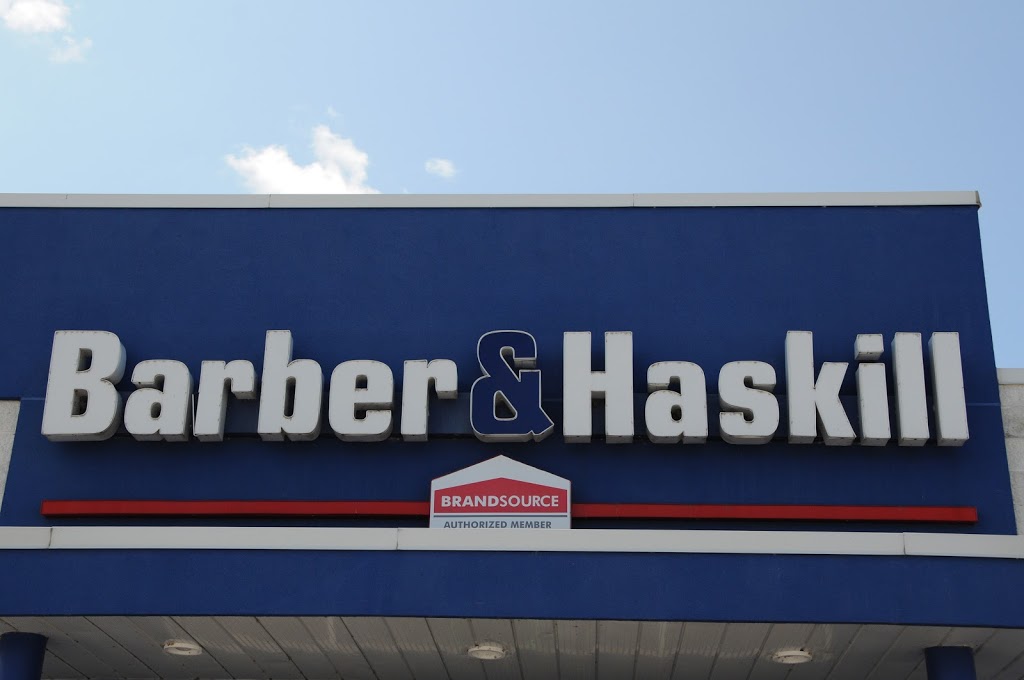 Barber & Haskill
BRANDSOURCE
AUTHORIZED MEMBER